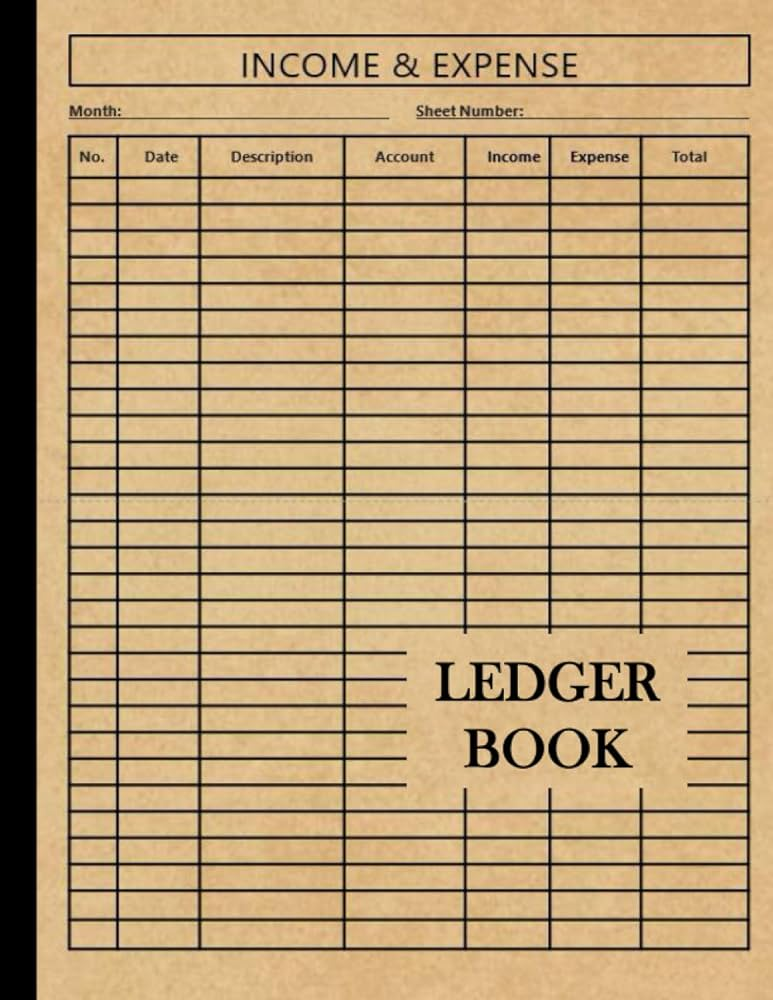 INCOME & EXPENSE
Month: Sheet Number:
No. Date Description Account Income Expense Total
LEDGER
BOOK